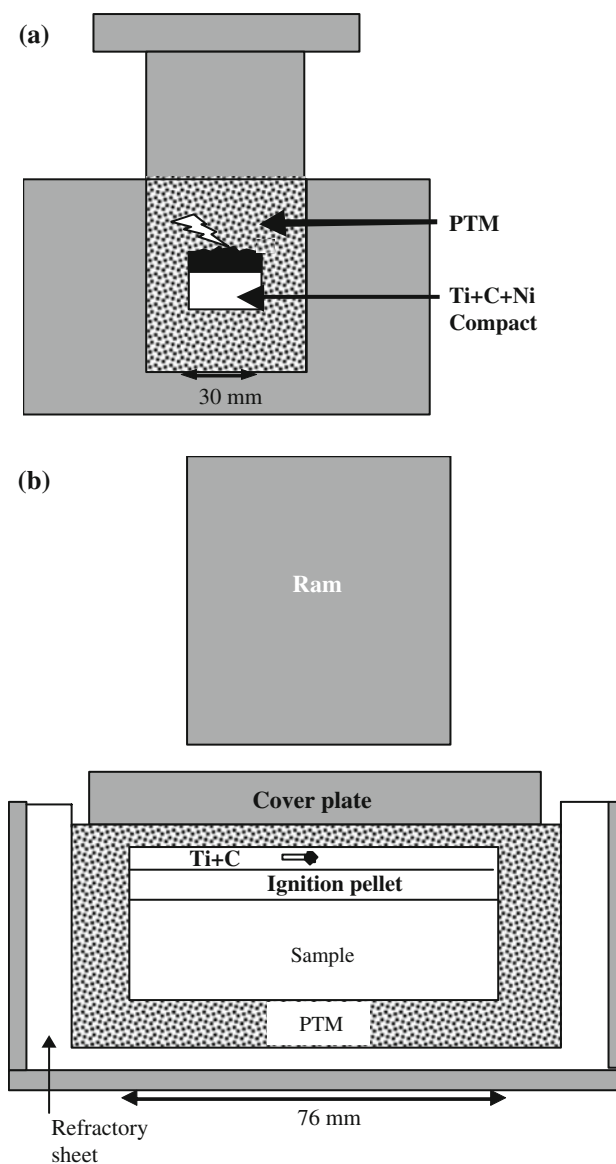 (a)
PTM
Ti+C+Ni
Compact
30 mm
(b)
Ram
Cover plate
Ti+C
Ignition pellet
Sample
PTM
76 mm
Refractory
sheet